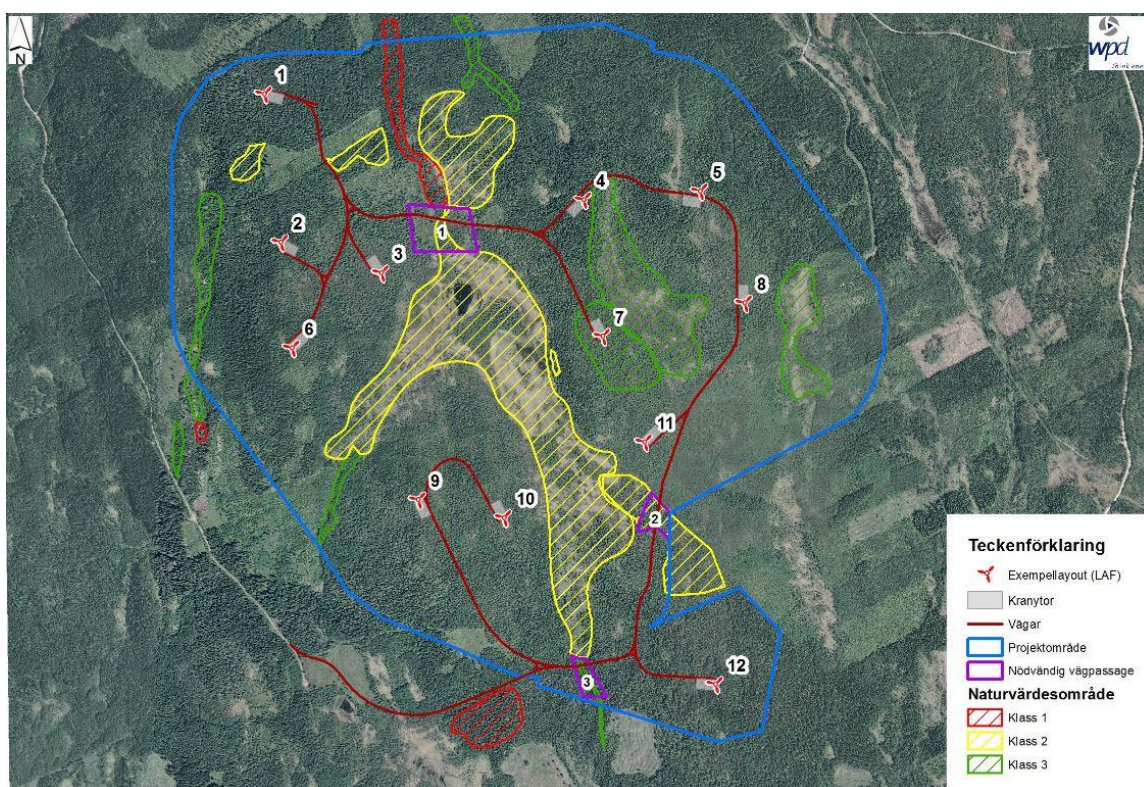 N
wpd
1
5
4
2
1
3
8
7
6
11
9
10
2
12
3
Teckenförklaring
Exempellayout (LAF)
Kranytor
Vägar
Projektområde
Nödvändig vägpassage
Naturvärdesområde
Klass 1
Klass 2
Klass 3